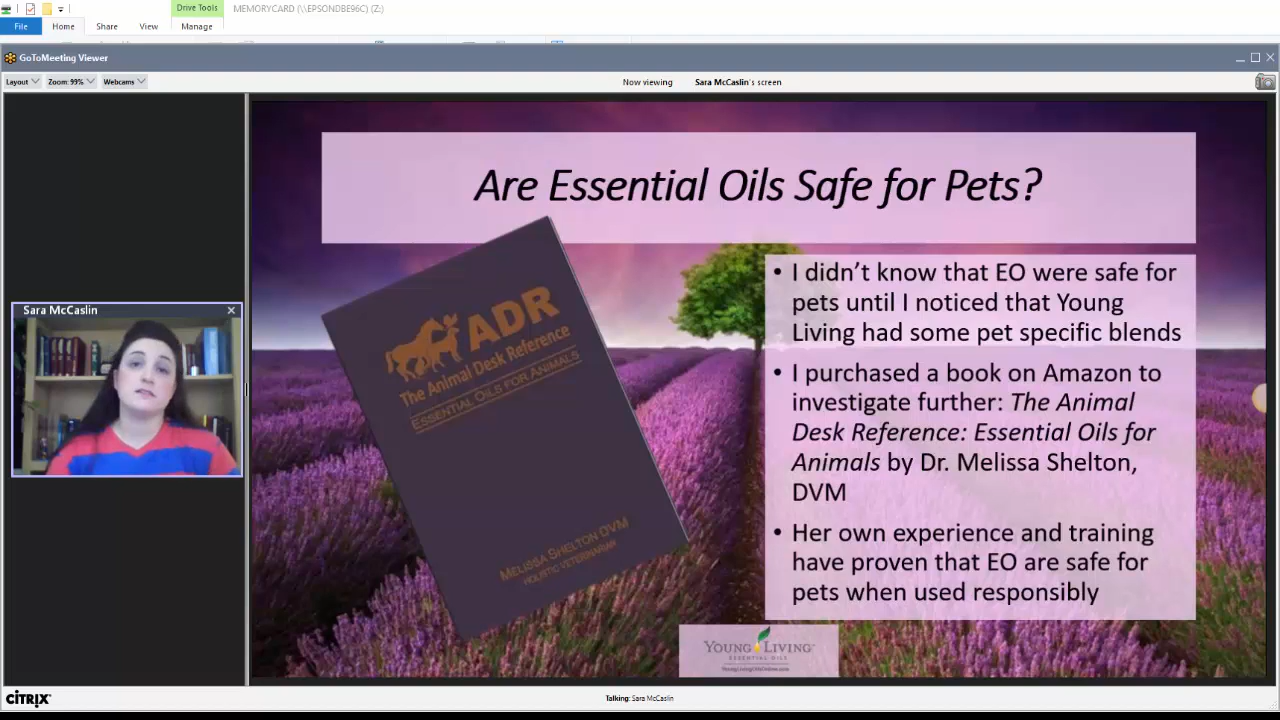 Drive Tools
MEMORYCARD (\\EPSONDBE96C) (Z:)
File
Home
Share
View
Manage
GoToMeeting Viewer
Layout
Zoom: 99%
Webcams
Now viewing
Sara McCaslin's screen
Sara McCaslin
Are Essential Oils Safe for Pets?
ADR
The Animal Desk Reference
ESSENTIAL OILS FOR ANIMALS
MELISSA SHELTON DVM
HOLISTIC VETERINARIAN
• I didn't know that EO were safe for
pets until I noticed that Young
Living had some pet specific blends
• I purchased a book on Amazon to
investigate further: The Animal
Desk Reference: Essential Oils for
Animals by Dr. Melissa Shelton,
DVM
• Her own experience and training
have proven that EO are safe for
pets when used responsibly
YOUNG LIVING
ESSENTIAL OILS
CİTRIX
Talking: Sara McCaslin